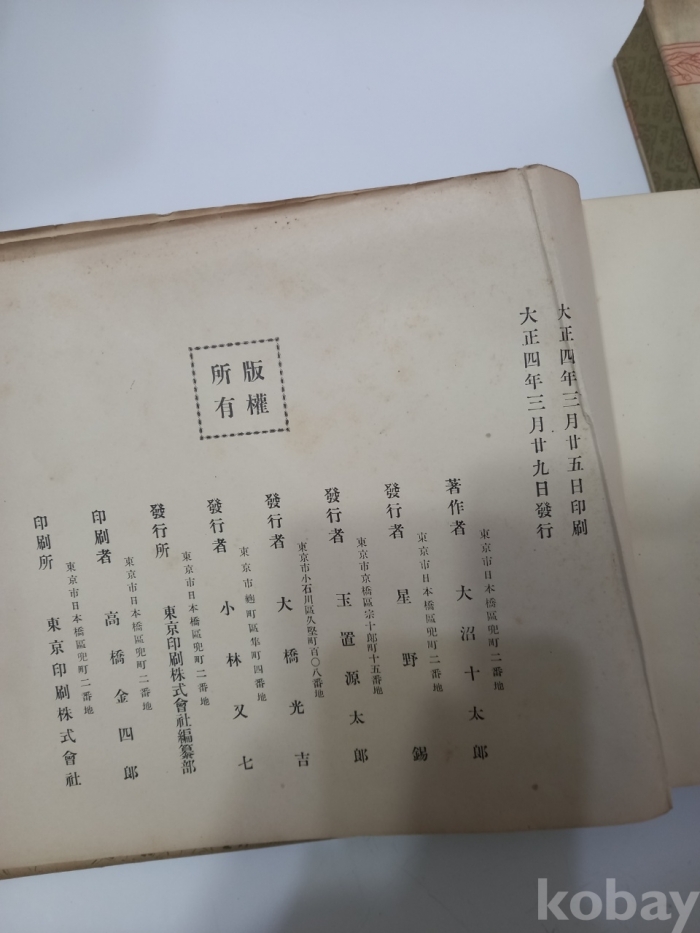 大正四年三月廿五日印刷
大正四年三月廿九日發行
版權
所有
東京市日本橋區兜町二番地
著作者 大沼十太郎
東京市日本橋區兜町二番地
發行者 星野錫
東京市京橋區宗十郎町十五番地
發行者 玉置源太郎
東京市小石川區久堅町百〇八番地
發行者 大橋光吉
東京市麹町區隼町四番地
發行者 小林又七
東京市日本橋區兜町二番地
發行所 東京印刷株式會社編纂部
東京市日本橋區兜町二番地
印刷者 高橋金四郎
東京市日本橋區兜町二番地
印刷所 東京印刷株式會社
kobay